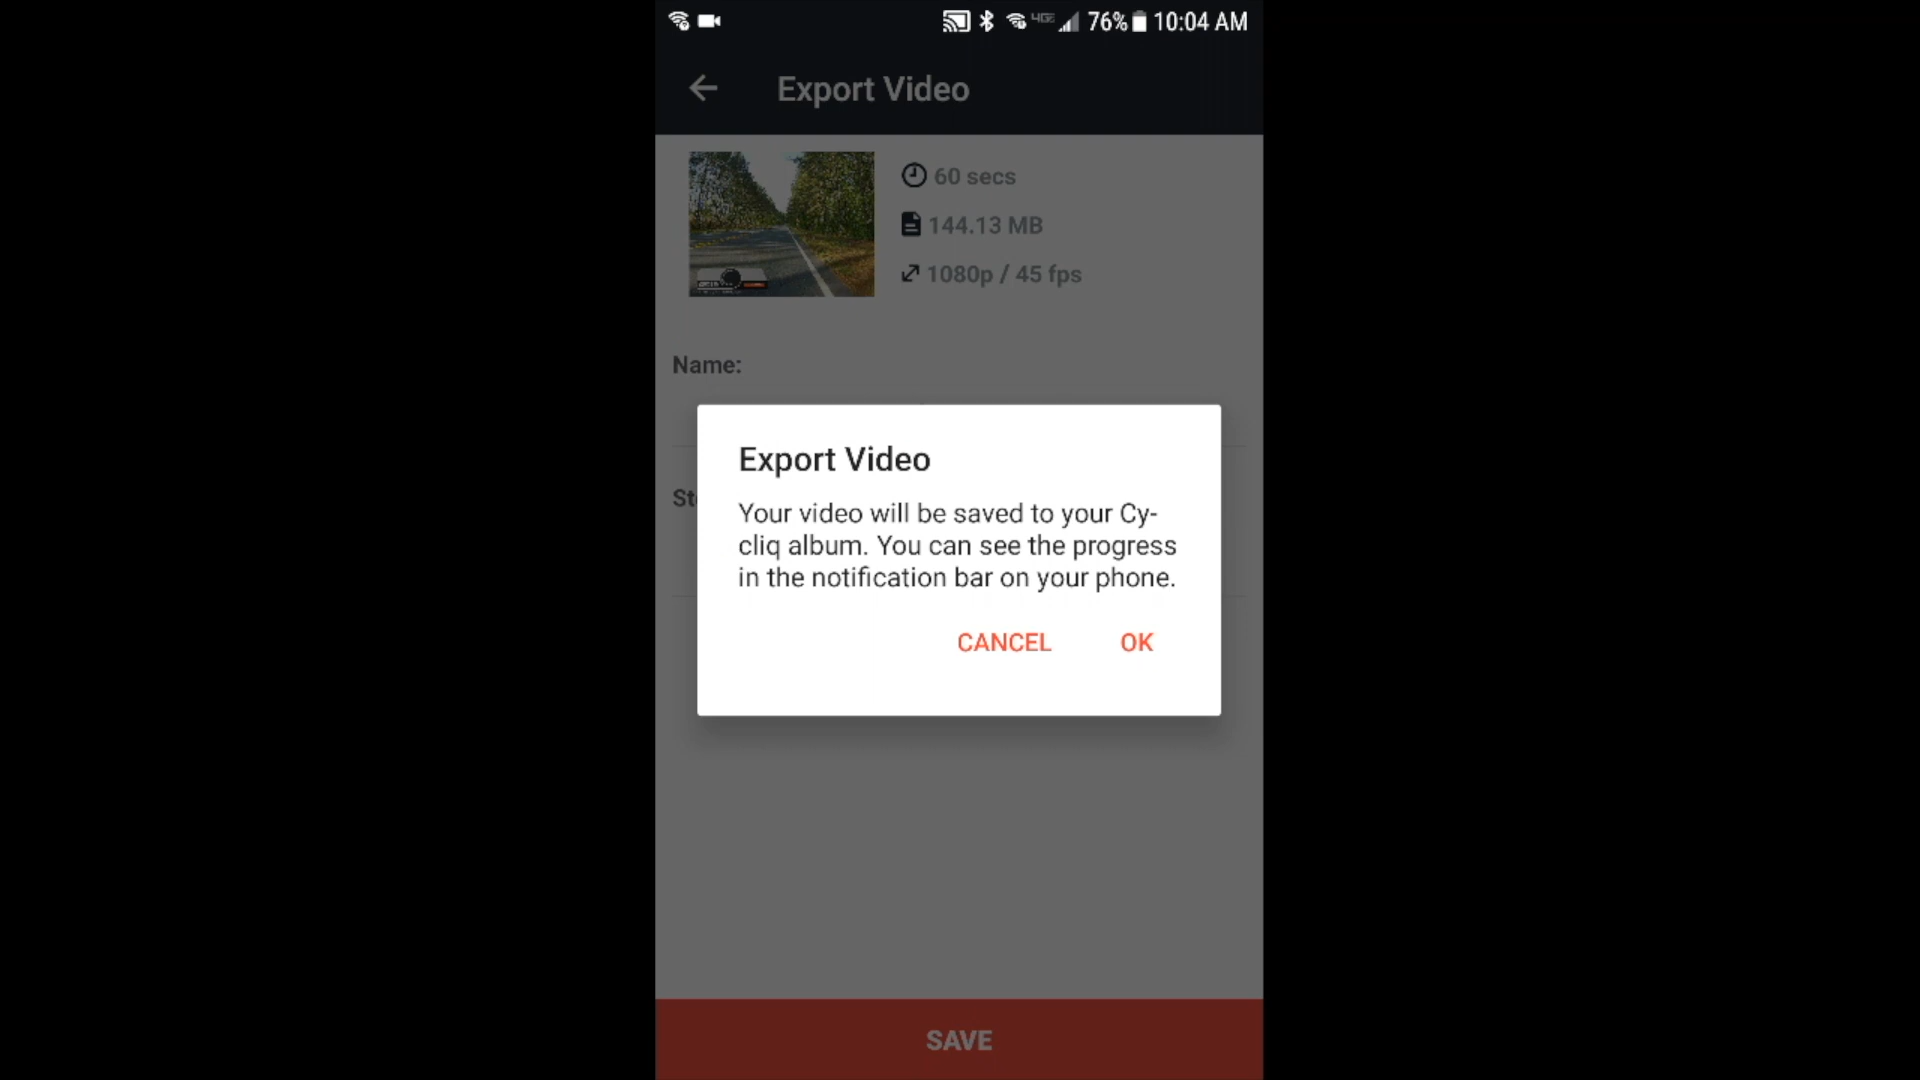 76% 10:04 AM
Export Video
60 secs
144.13 MB
1080p / 45 fps
Name:
Export Video
Your video will be saved to your Cy-
cliq album. You can see the progress
in the notification bar on your phone.
CANCEL OK
SAVE